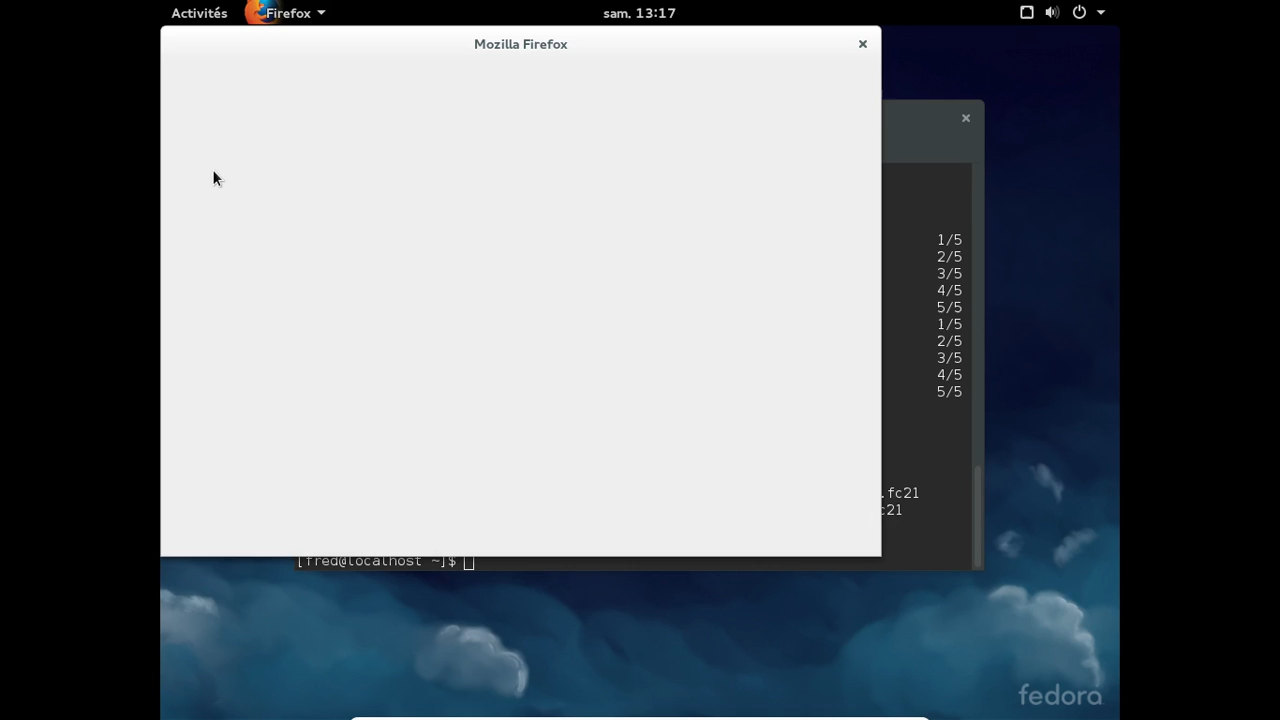 Activités Firefox sam. 13:17
Mozilla Firefox
1/5
2/5
3/5
4/5
5/5
1/5
2/5
3/5
4/5
5/5
.fc21
c21
[fred@localhost ~]$
fedora